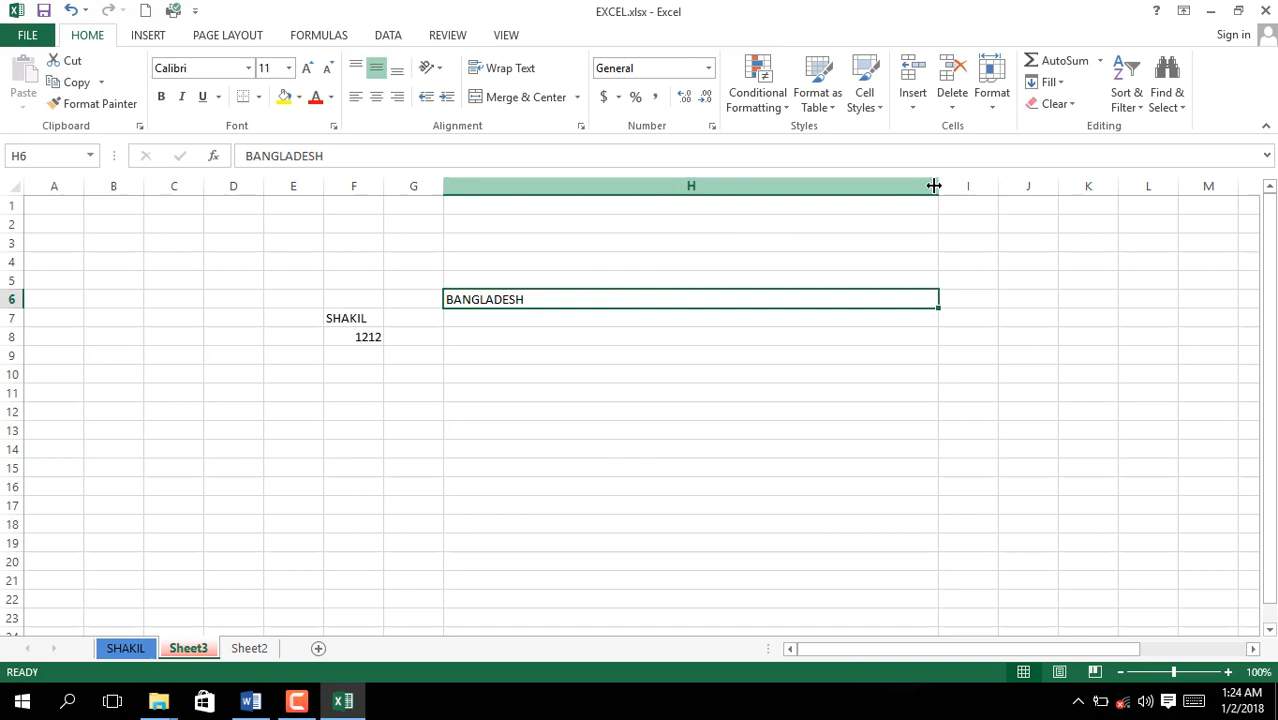 EXCEL.xlsx - Excel
?
FILE HOME INSERT PAGE LAYOUT FORMULAS DATA REVIEW VIEW Sign in
Paste
Cut
Copy
Format Painter
Clipboard
Calibri 11
B I U A
Font
Wrap Text
Merge & Center
Alignment
General
$ % ,
Number
Conditional Formatting
Format as Table
Cell Styles
Styles
Insert Delete Format
Cells
AutoSum
Fill
Clear
Sort & Filter
Find & Select
Editing
H6 fx BANGLADESH
A B C D E F G H I J K L M
1
2
3
4
5
6 BANGLADESH
7 SHAKIL
8 1212
9
10
11
12
13
14
15
16
17
18
19
20
21
22
23
SHAKIL Sheet3 Sheet2
READY 100%
1:24 AM
1/2/2018